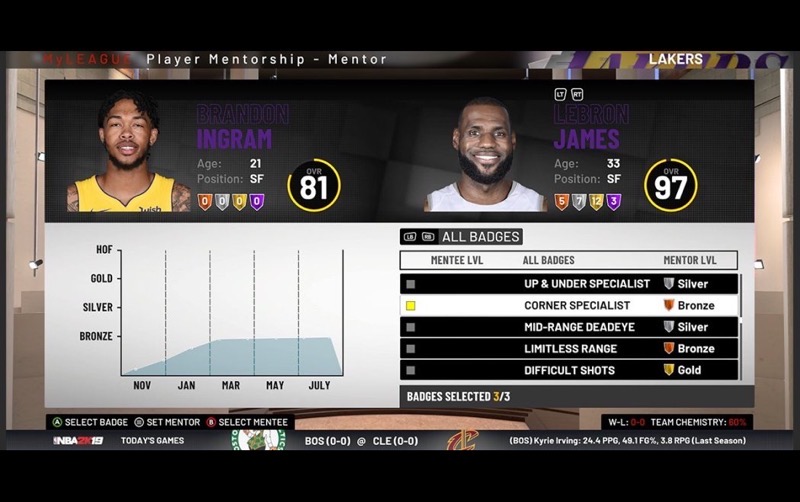 MyLEAGUE Player Mentorship - Mentor
LAKERS
BRANDON
INGRAM
Age: 21
Position: SF
0 0 0 0
OVR
81
LT RT
LEBRON
JAMES
Age: 33
Position: SF
5 7 12 3
OVR
97
HOF
GOLD
SILVER
BRONZE
NOV JAN MAR MAY JULY
LB RB ALL BADGES
MENTEE LVL ALL BADGES MENTOR LVL
UP & UNDER SPECIALIST Silver
CORNER SPECIALIST Bronze
MID-RANGE DEADEYE Silver
LIMITLESS RANGE Bronze
DIFFICULT SHOTS Gold
BADGES SELECTED 3/3
A SELECT BADGE SET MENTOR B SELECT MENTEE
W-L: 0-0 TEAM CHEMISTRY: 60%
NBA2K19 TODAY'S GAMES BOS (0-0) @ CLE (0-0) (BOS) Kyrie Irving: 24.4 PPG, 49.1 FG%, 3.8 RPG (Last Season)